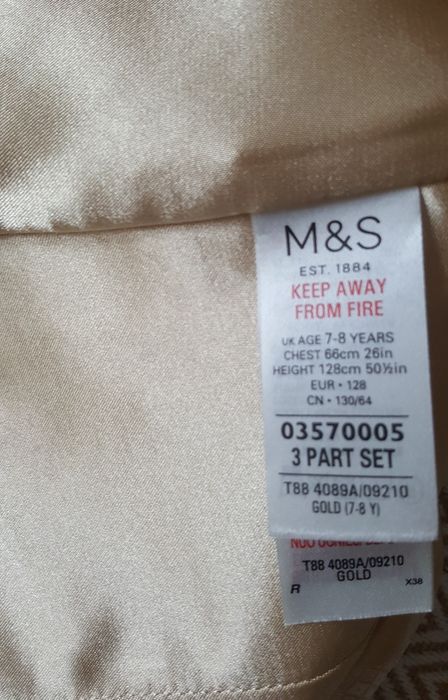 M&S
EST. 1884
KEEP AWAY
FROM FIRE
UK AGE 7-8 YEARS
CHEST 66cm 26in
HEIGHT 128cm 50½in
EUR • 128
CN • 130/64
03570005
3 PART SET
T88 4089A/09210
GOLD (7-8 Y)
T88 4089A/09210
GOLD
R X38